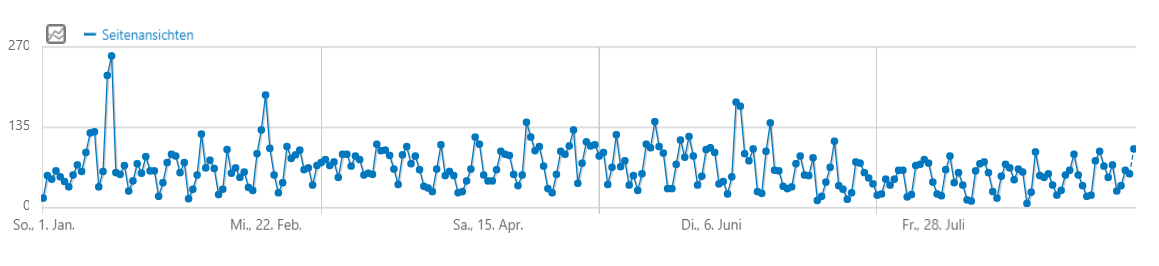 Seitenansichten
270
135
0
So., 1. Jan. Mi., 22. Feb. Sa., 15. Apr. Di., 6. Juni Fr., 28. Juli